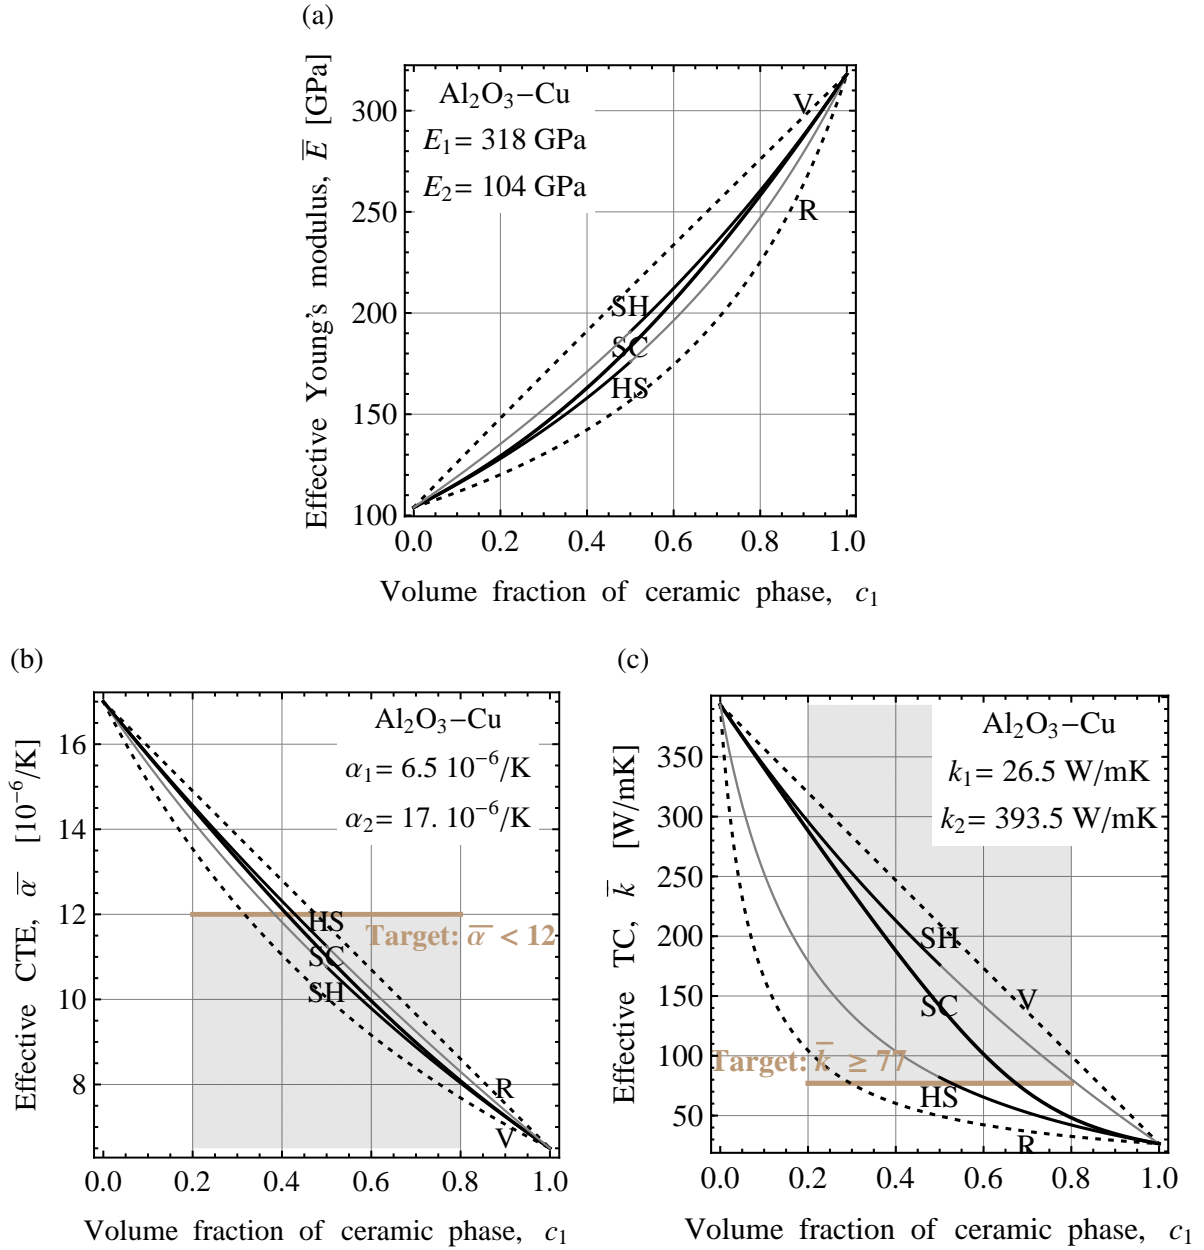 (a)
Effective Young's modulus, E̅ [GPa]
Al₂O₃–Cu
E₁= 318 GPa
E₂= 104 GPa
V
R
SH
SC
HS
300
250
200
150
100
0.0 0.2 0.4 0.6 0.8 1.0
Volume fraction of ceramic phase, c₁
(b)
Effective CTE, α̅ [10⁻⁶/K]
Al₂O₃–Cu
α₁= 6.5 10⁻⁶/K
α₂= 17. 10⁻⁶/K
HS
Target: α̅ < 12
SC
SH
R
V
16
14
12
10
8
0.0 0.2 0.4 0.6 0.8 1.0
Volume fraction of ceramic phase, c₁
(c)
Effective TC, k̅ [W/mK]
Al₂O₃–Cu
k₁= 26.5 W/mK
k₂= 393.5 W/mK
SH
V
SC
Target: k̅ ≥ 77
HS
R
350
300
250
200
150
100
50
0.0 0.2 0.4 0.6 0.8 1.0
Volume fraction of ceramic phase, c₁